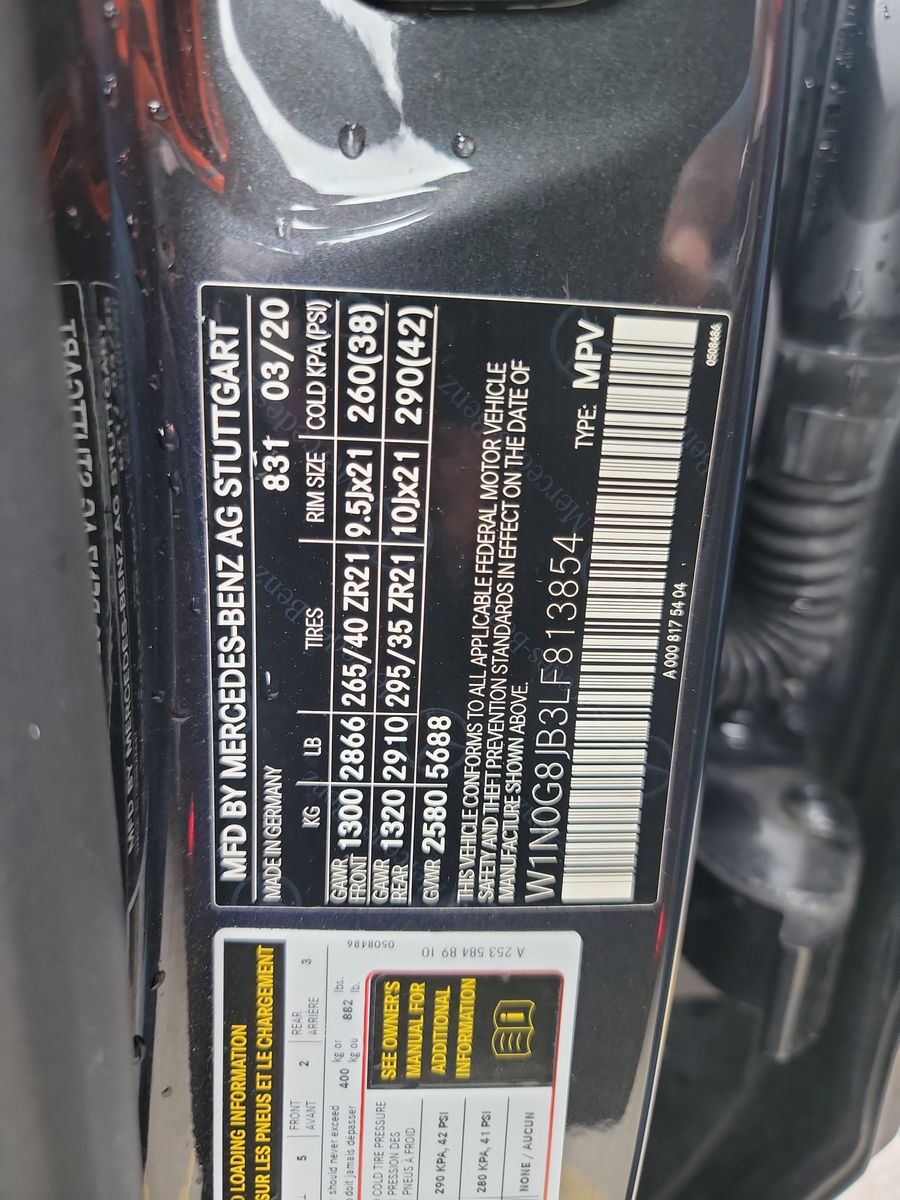 MFD BY MERCEDES-BENZ AG STUTTGART
MADE IN GERMANY 831 03/20
KG LB TIRES RIM SIZE COLD KPA(PSI)
GAWR FRONT 1300 2866 265/40 ZR21 9.5Jx21 260(38)
GAWR REAR 1320 2910 295/35 ZR21 10Jx21 290(42)
GVWR 2580 5688
THIS VEHICLE CONFORMS TO ALL APPLICABLE FEDERAL MOTOR VEHICLE
SAFETY AND THEFT PREVENTION STANDARDS IN EFFECT ON THE DATE OF
MANUFACTURE SHOWN ABOVE.
W1N0G8JB3LF813854 TYPE: MPV
A 000 817 54 04
0508486
LOADING INFORMATION
SUR LES PNEUS ET LE CHARGEMENT
5 FRONT 2 REAR 3
AVANT ARRIÈRE
should never exceed 400 kg or 882 lbs.
doit jamais dépasser kg ou lb.
COLD TIRE PRESSURE
PRESSION DES
PNEUS À FROID
290 KPA, 42 PSI
280 KPA, 41 PSI
NONE / AUCUN
SEE OWNER'S
MANUAL FOR
ADDITIONAL
INFORMATION
0508486
A 253 584 89 10